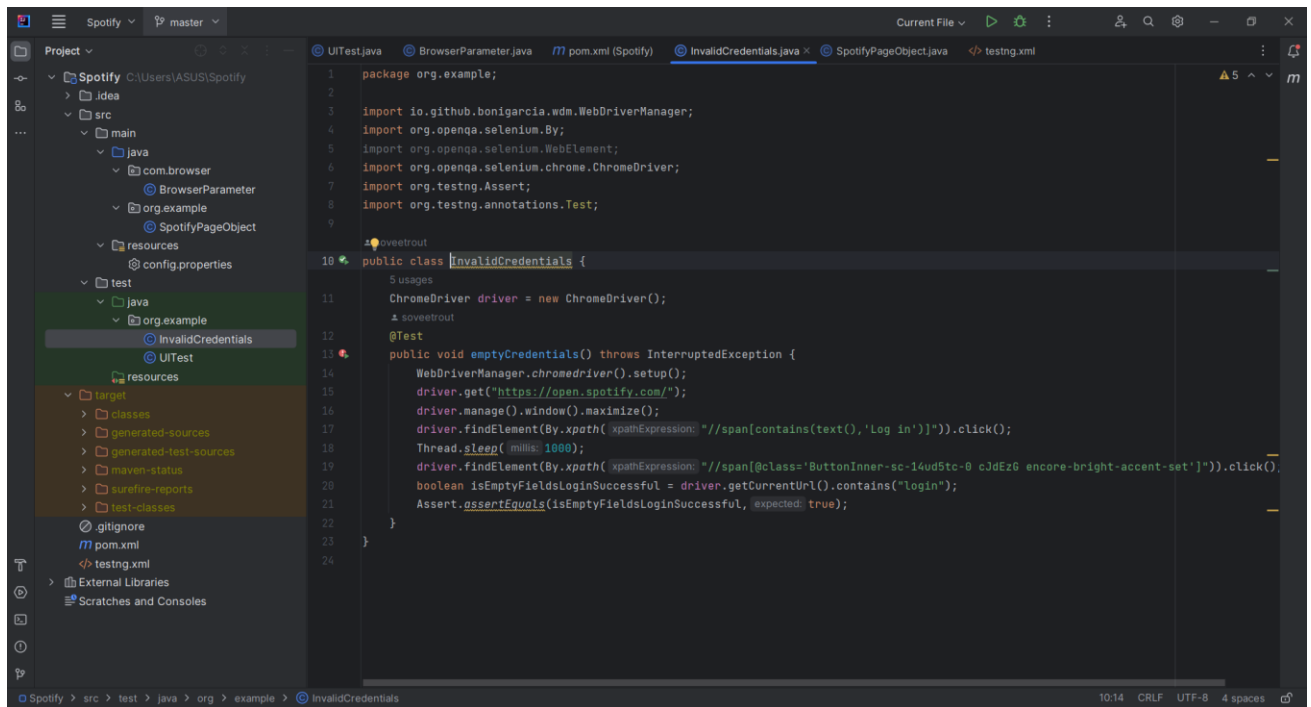 Spotify master Current File
Project
UITest.java BrowserParameter.java pom.xml (Spotify) InvalidCredentials.java SpotifyPageObject.java testng.xml
Spotify C:\Users\ASUS\Spotify
.idea
src
main
java
com.browser
BrowserParameter
org.example
SpotifyPageObject
resources
config.properties
test
java
org.example
InvalidCredentials
UITest
resources
target
classes
generated-sources
generated-test-sources
maven-status
surefire-reports
test-classes
.gitignore
pom.xml
testng.xml
External Libraries
Scratches and Consoles
1 package org.example;
5
2
3 import io.github.bonigarcia.wdm.WebDriverManager;
4 import org.openqa.selenium.By;
5 import org.openqa.selenium.WebElement;
6 import org.openqa.selenium.chrome.ChromeDriver;
7 import org.testng.Assert;
8 import org.testng.annotations.Test;
9
oveetrout
10 public class InvalidCredentials {
5 usages
11 ChromeDriver driver = new ChromeDriver();
soveetrout
12 @Test
13 public void emptyCredentials() throws InterruptedException {
14 WebDriverManager.chromedriver().setup();
15 driver.get("https://open.spotify.com/");
16 driver.manage().window().maximize();
17 driver.findElement(By.xpath( xpathExpression: "//span[contains(text(),'Log in')]")).click();
18 Thread.sleep( millis: 1000);
19 driver.findElement(By.xpath( xpathExpression: "//span[@class='ButtonInner-sc-14ud5tc-0 cJdEzG encore-bright-accent-set']")).click()
20 boolean isEmptyFieldsLoginSuccessful = driver.getCurrentUrl().contains("login");
21 Assert.assertEquals(isEmptyFieldsLoginSuccessful, expected: true);
22 }
23 }
24
Spotify > src > test > java > org > example > InvalidCredentials 10:14 CRLF UTF-8 4 spaces